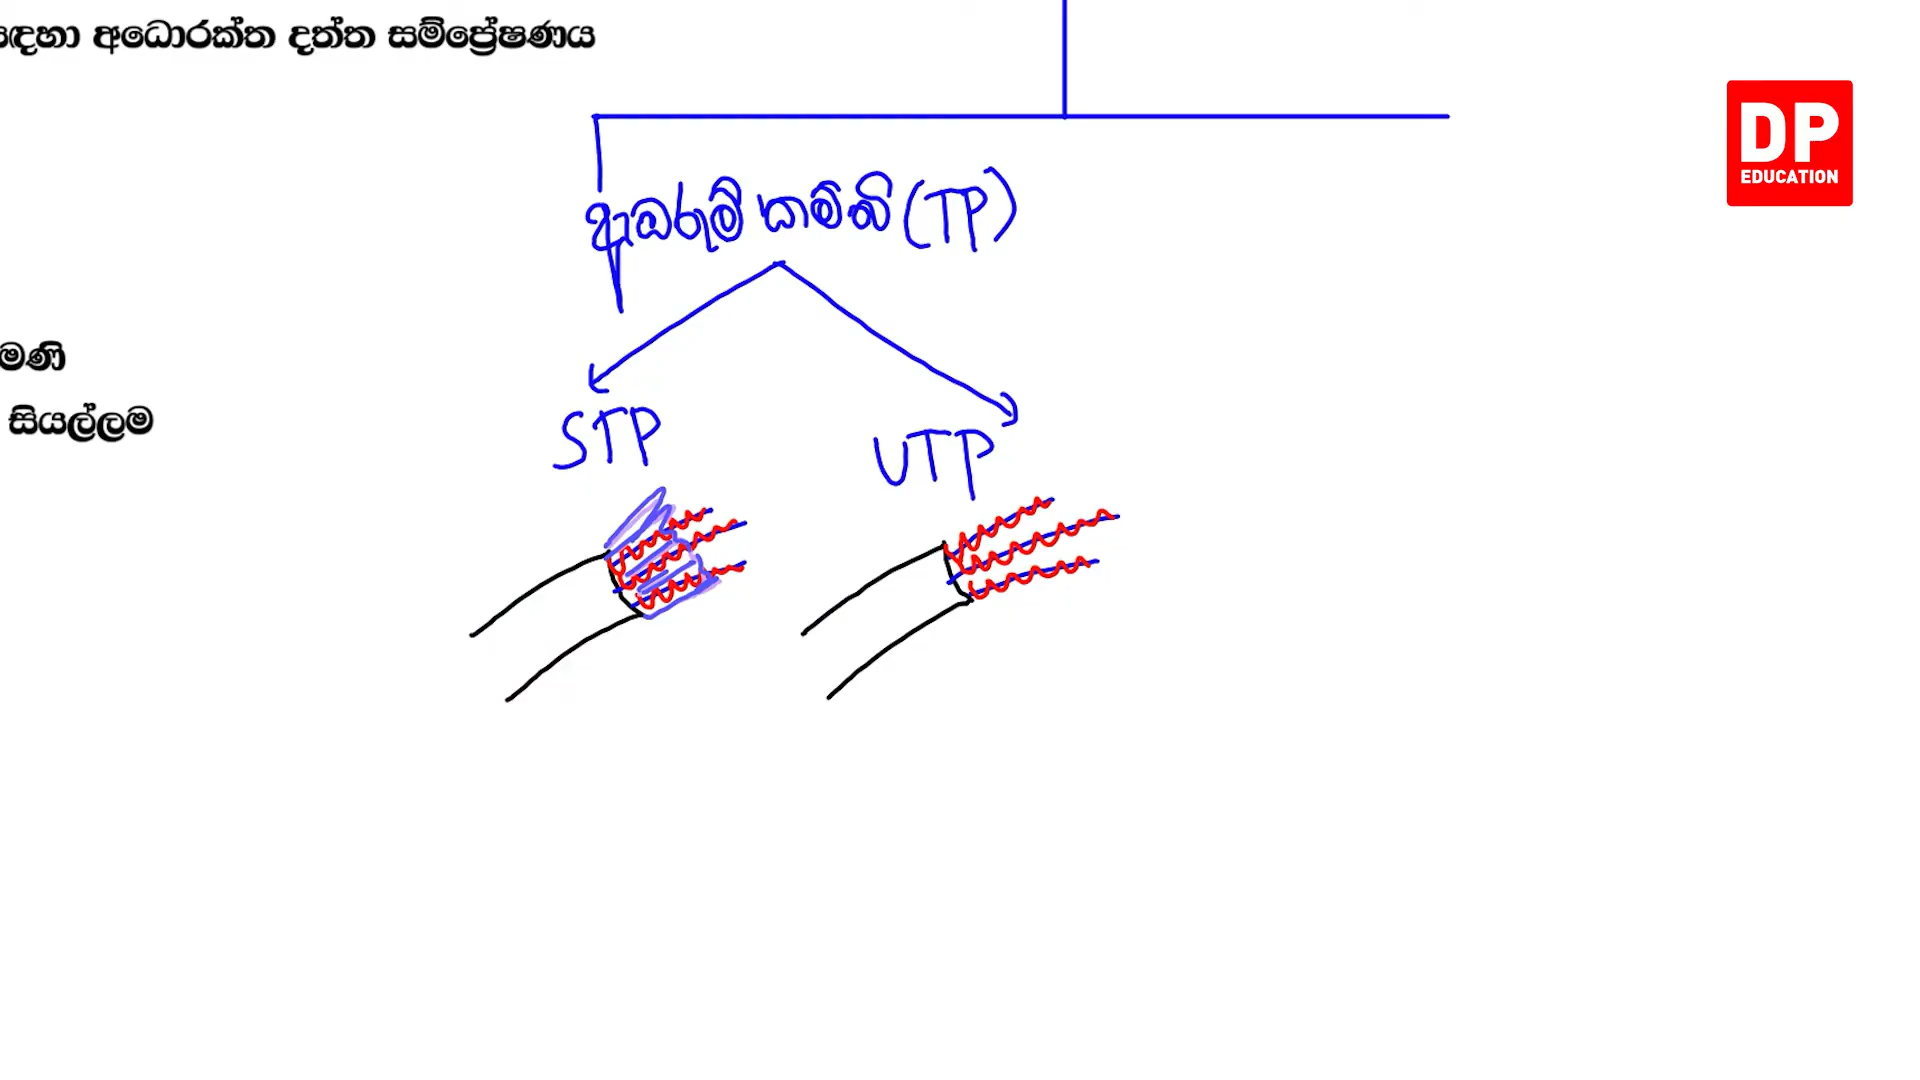 සඳහා අධොරක්ත දත්ත සම්ප්‍රේෂණය
DP
EDUCATION
ඇඹරුම් කම්බි (TP)
මණි
සියල්ලම
STP
UTP